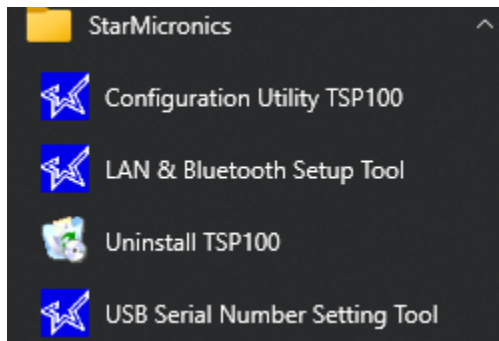 StarMicronics
Configuration Utility TSP100
LAN & Bluetooth Setup Tool
Uninstall TSP100
USB Serial Number Setting Tool